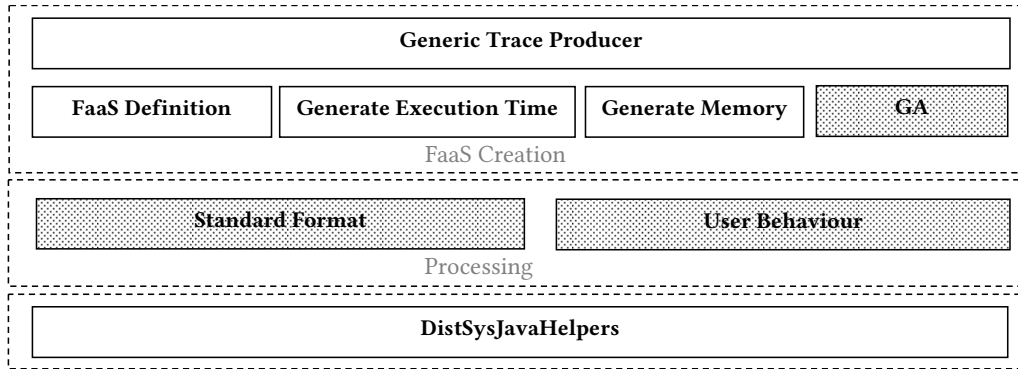 Generic Trace Producer
FaaS Definition Generate Execution Time Generate Memory GA
FaaS Creation
Standard Format User Behaviour
Processing
DistSysJavaHelpers